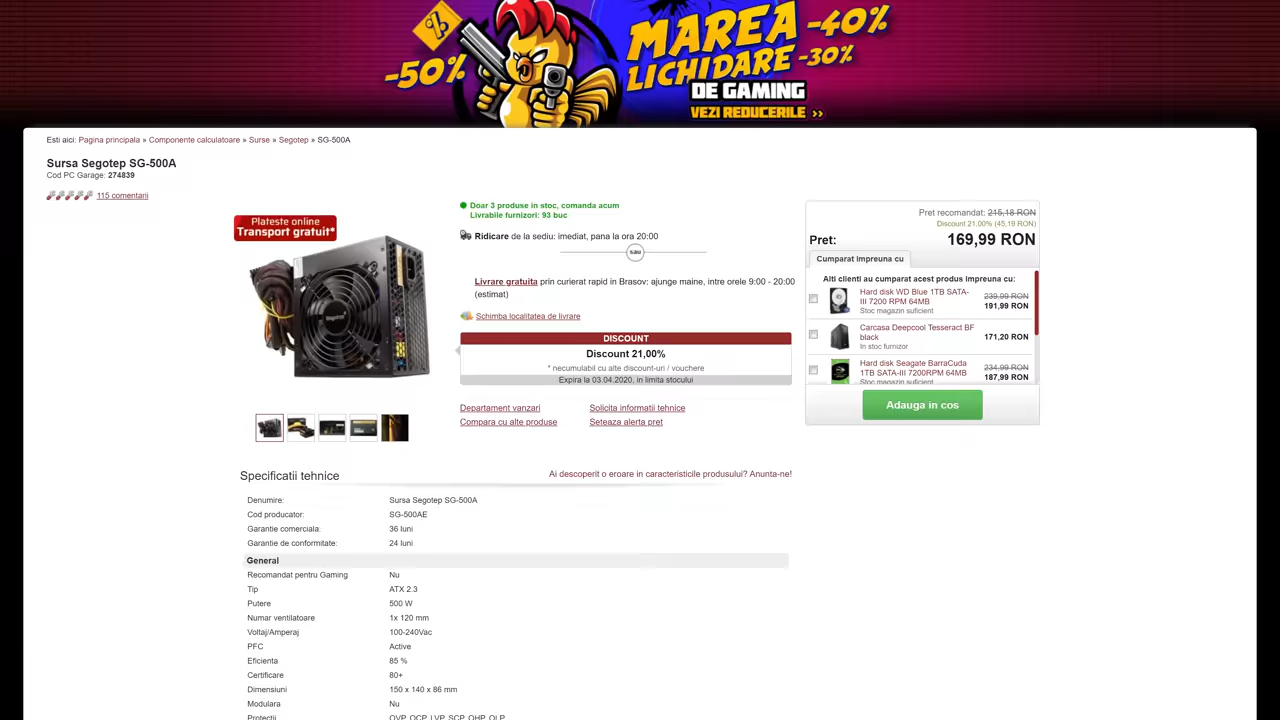 -50%
MAREA
LICHIDARE
DE GAMING
VEZI REDUCERILE >>
-40%
-30%
Esti aici: Pagina principala » Componente calculatoare » Surse » Segotep » SG-500A
Sursa Segotep SG-500A
Cod PC Garage: 274839
115 comentarii
Plateste online
Transport gratuit*
Doar 3 produse in stoc, comanda acum
Livrabile furnizori: 93 buc
Ridicare de la sediu: imediat, pana la ora 20:00
sau
Livrare gratuita prin curierat rapid in Brasov: ajunge maine, intre orele 9:00 - 20:00
(estimat)
Schimba localitatea de livrare
DISCOUNT
Discount 21,00%
* necumulabil cu alte discount-uri / vouchere
Expira la 03.04.2020, in limita stocului
Departament vanzari
Solicita informatii tehnice
Compara cu alte produse
Seteaza alerta pret
Pret recomandat: 215,18 RON
Discount 21,00% (45,19 RON)
Pret: 169,99 RON
Cumparat impreuna cu
Alti clienti au cumparat acest produs impreuna cu:
Hard disk WD Blue 1TB SATA-
III 7200 RPM 64MB
Stoc magazin suficient
239,99 RON
191,99 RON
Carcasa Deepcool Tesseract BF
black
In stoc furnizor
171,20 RON
Hard disk Seagate BarraCuda
1TB SATA-III 7200RPM 64MB
Stoc magazin suficient
234,99 RON
187,99 RON
Adauga in cos
Specificatii tehnice
Ai descoperit o eroare in caracteristicile produsului? Anunta-ne!
Denumire: Sursa Segotep SG-500A
Cod producator: SG-500AE
Garantie comerciala: 36 luni
Garantie de conformitate: 24 luni
General
Recomandat pentru Gaming Nu
Tip ATX 2.3
Putere 500 W
Numar ventilatoare 1x 120 mm
Voltaj/Amperaj 100-240Vac
PFC Active
Eficienta 85 %
Certificare 80+
Dimensiuni 150 x 140 x 86 mm
Modulara Nu
Protectii OVP, OCP, LVP, SCP, OHP, OLP